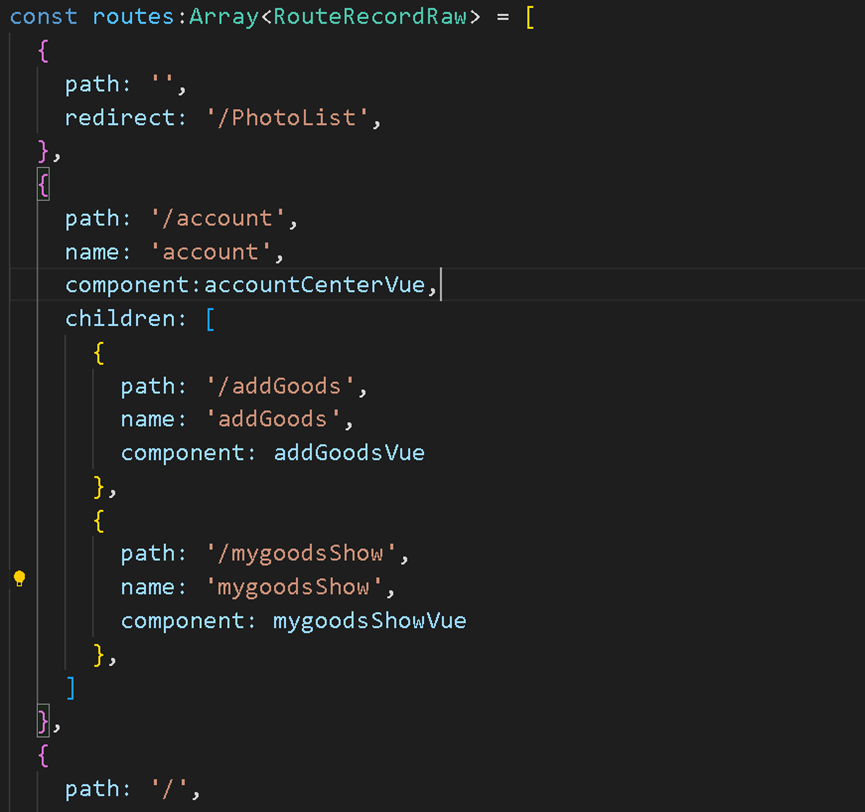 const routes:Array<RouteRecordRaw> = [
  {
    path: '',
    redirect: '/PhotoList',
  },
  {
    path: '/account',
    name: 'account',
    component:accountCenterVue,
    children: [
      {
        path: '/addGoods',
        name: 'addGoods',
        component: addGoodsVue
      },
      {
        path: '/mygoodsShow',
        name: 'mygoodsShow',
        component: mygoodsShowVue
      },
    ]
  },
  {
    path: '/',